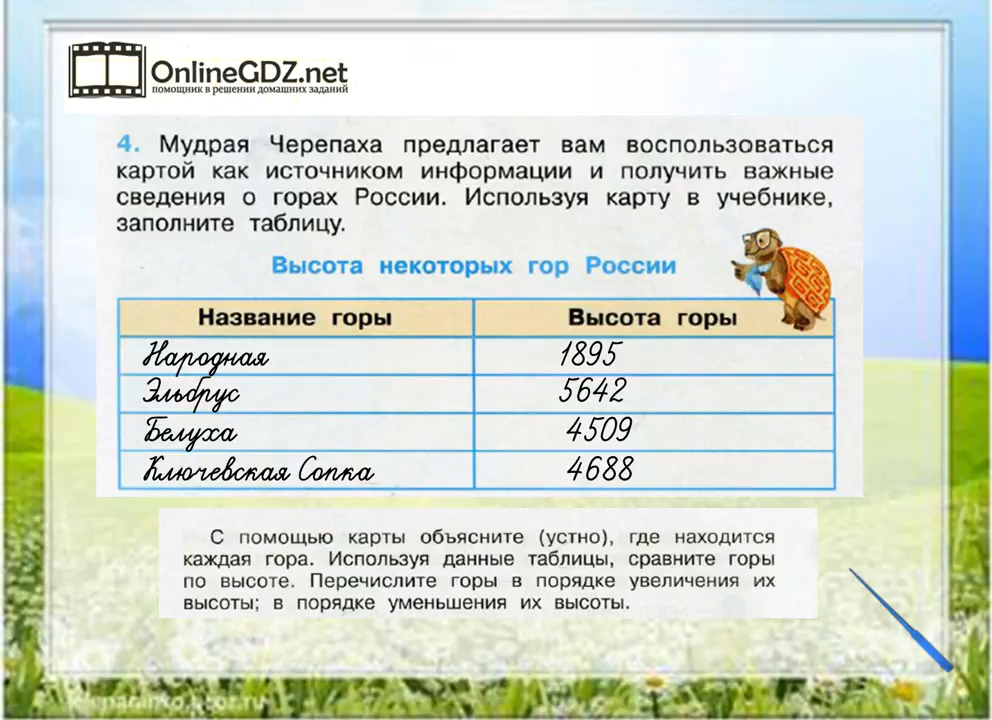 OnlineGDZ.net
помощник в решении домашних заданий
4. Мудрая Черепаха предлагает вам воспользоваться
картой как источником информации и получить важные
сведения о горах России. Используя карту в учебнике,
заполните таблицу.
Высота некоторых гор России
Название горы Высота горы
Народная 1895
Эльбрус 5642
Белуха 4509
Ключевская Сопка 4688
С помощью карты объясните (устно), где находится
каждая гора. Используя данные таблицы, сравните горы
по высоте. Перечислите горы в порядке увеличения их
высоты; в порядке уменьшения их высоты.